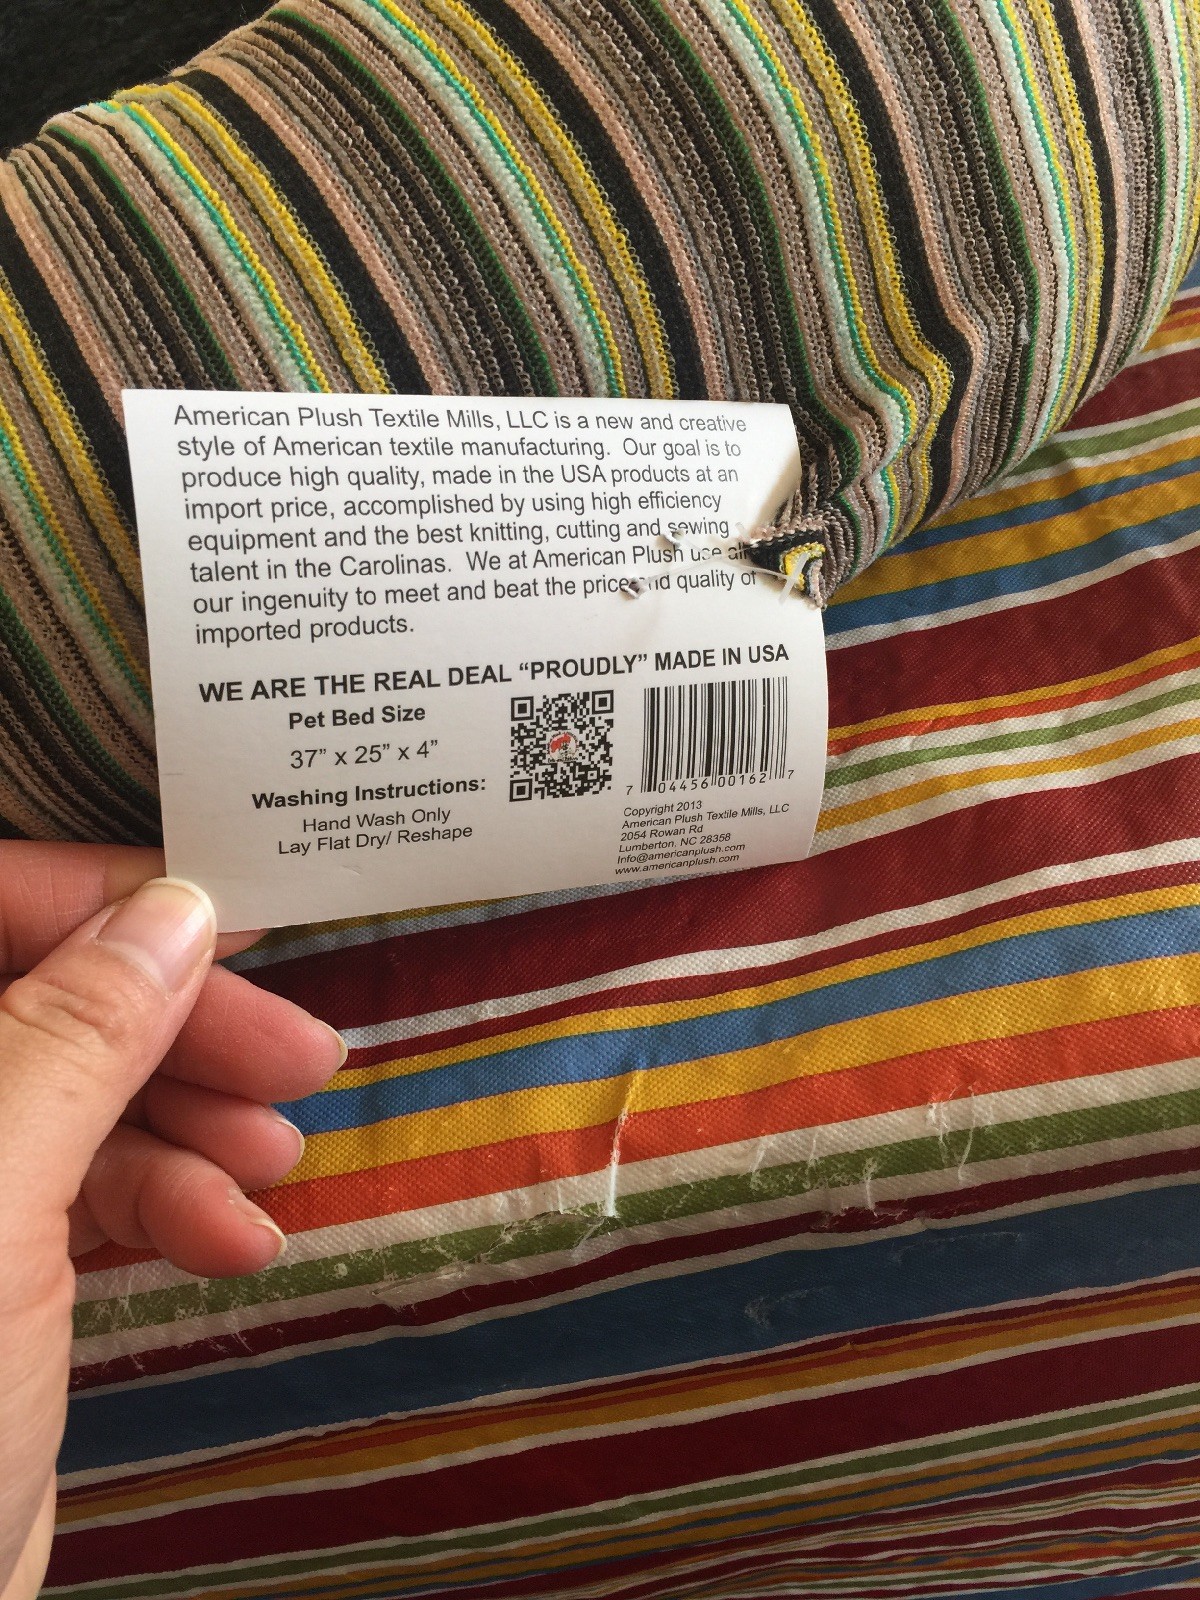 American Plush Textile Mills, LLC is a new and creative
style of American textile manufacturing. Our goal is to
produce high quality, made in the USA products at an
import price, accomplished by using high efficiency
equipment and the best knitting, cutting and sewing
talent in the Carolinas. We at American Plush use all
our ingenuity to meet and beat the price and quality of
imported products.
WE ARE THE REAL DEAL “PROUDLY” MADE IN USA
Pet Bed Size
37” x 25” x 4”
Washing Instructions:
Hand Wash Only
Lay Flat Dry/ Reshape
7 04456 00162 7
Copyright 2013
American Plush Textile Mills, LLC
2054 Rowan Rd
Lumberton, NC 28358
Info@americanplush.com
www.americanplush.com